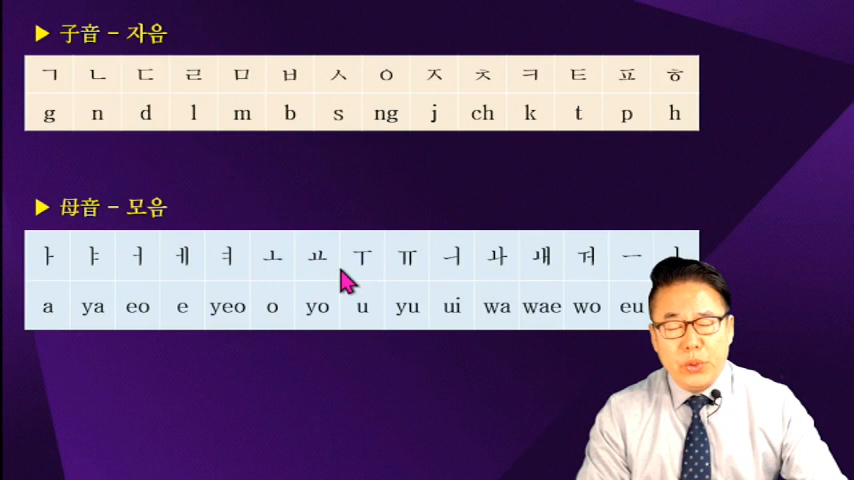 ▶ 子音 - 자음
ㄱ ㄴ ㄷ ㄹ ㅁ ㅂ ㅅ ㅇ ㅈ ㅊ ㅋ ㅌ ㅍ ㅎ
g n d l m b s ng j ch k t p h
▶ 母音 - 모음
ㅏ ㅑ ㅓ ㅔ ㅕ ㅗ ㅛ ㅜ ㅠ ㅢ ㅘ ㅙ ㅝ ㅡ
a ya eo e yeo o yo u yu ui wa wae wo eu